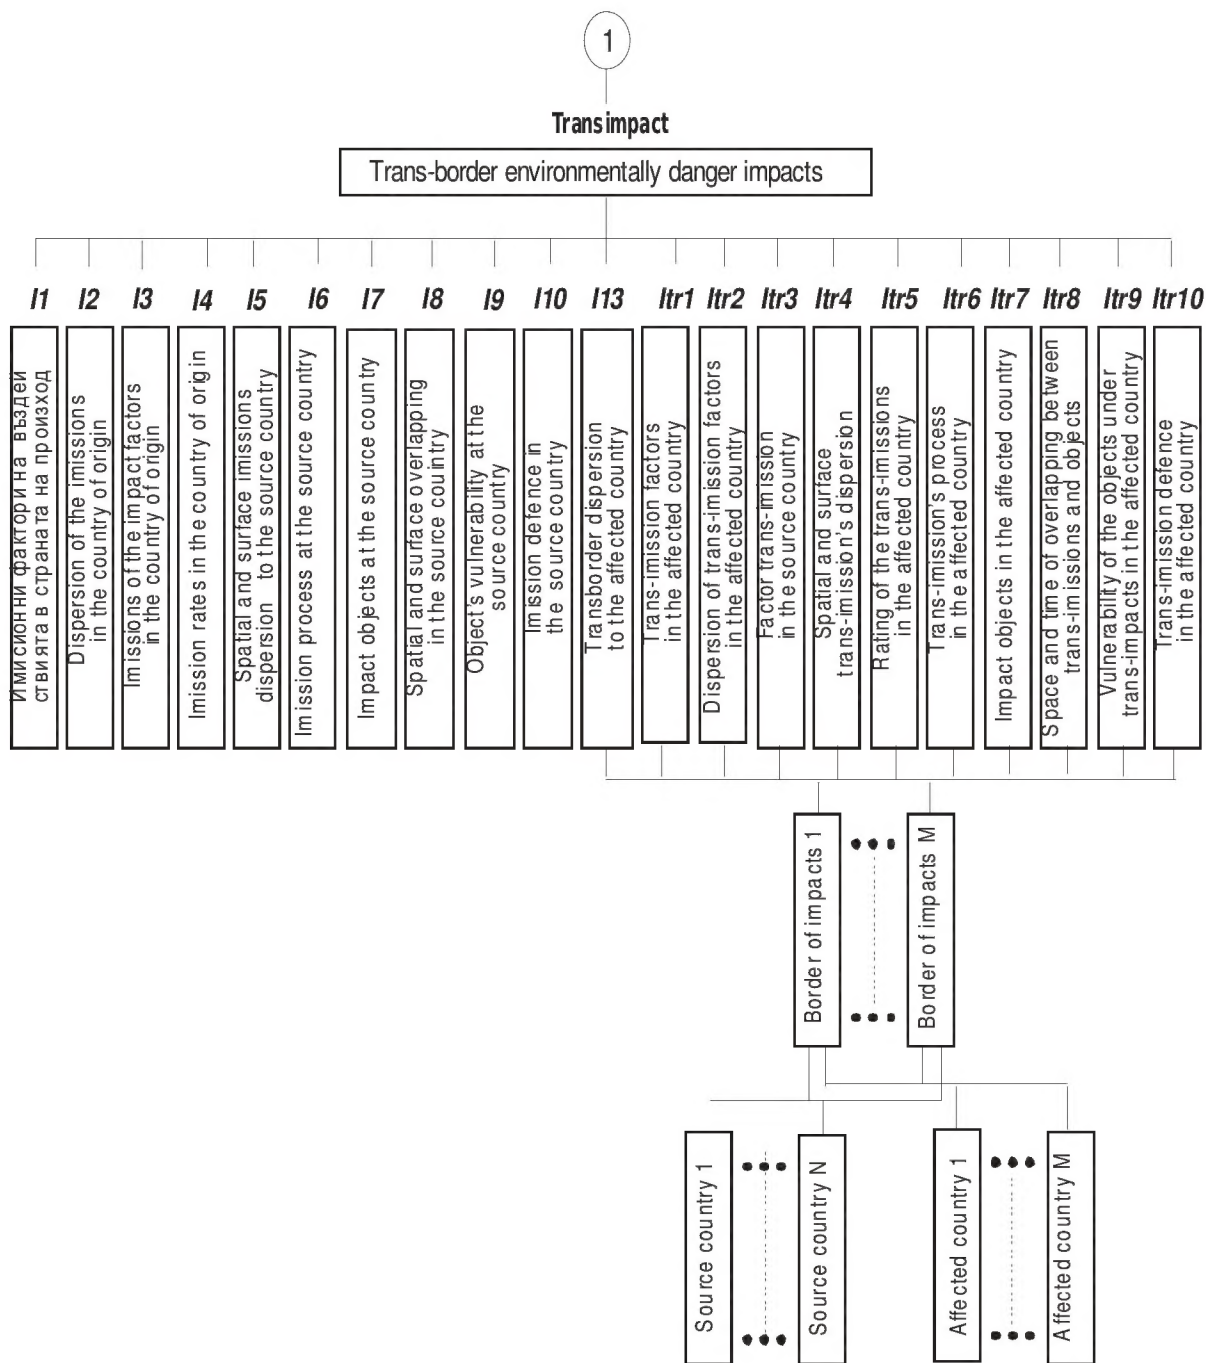 1
Transimpact
Trans-border environmentally danger impacts
I1 I2 I3 I4 I5 I6 I7 I8 I9 I10 I13 Itr1 Itr2 Itr3 Itr4 Itr5 Itr6 Itr7 Itr8 Itr9 Itr10
Имисионни фактори на въздей
ствията в страната на произход
Dispersion of the imissions
in the country of origin
Imissions of the impact factors
in the country of origin
Imission rates in the country of origin
Spatial and surface imissions
dispersion to the source country
Imission process at the source country
Impact objects at the source country
Spatial and surface overlapping
in the source countrry
Object's vulnerability at the
source country
Imission defence in
the source country
Transborder dispersion
to the affected country
Trans-imission factors
in the affected country
Dispersion of trans-imission factors
in the affected country
Factor trans-imission
in the source country
Spatial and surface
trans-imission's dispersion
Rating of the trans-imissions
in the affected country
Trans-imission's process
in the affected country
Impact objects in the affected country
Space and time of overlapping between
trans-imissions and objects
Vulnerability of the objects under
trans-impacts in the affected country
Trans-imission defence
in the affected country
Border of impacts 1
Border of impacts M
Source country 1
Source country N
Affected country 1
Affected country M